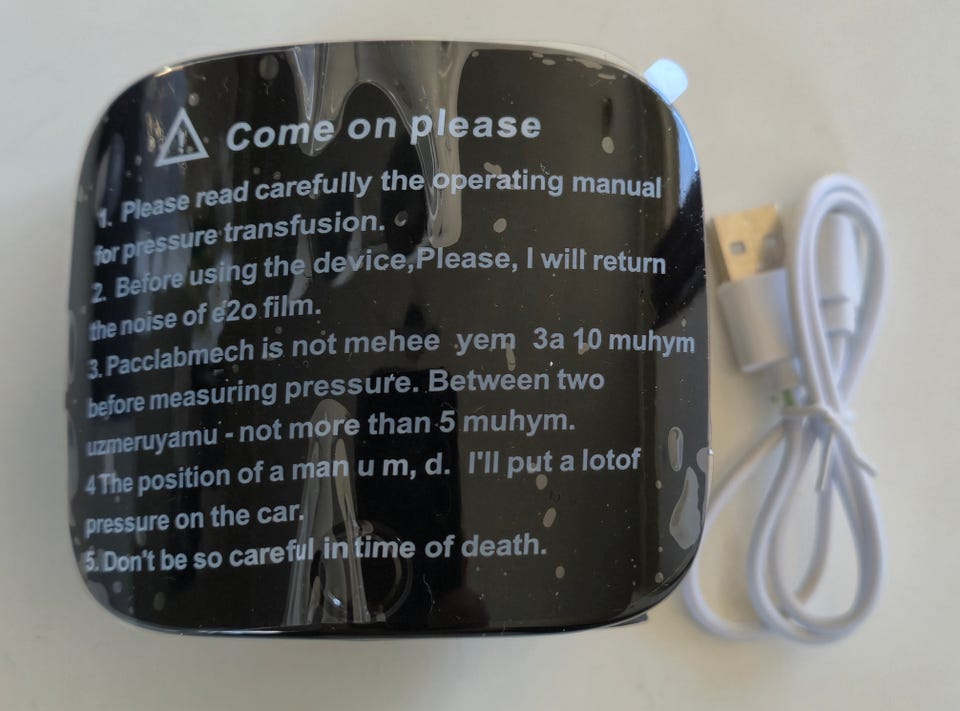 Come on please
1. Please read carefully the operating manual
for pressure transfusion.
2. Before using the device,Please, I will return
the noise of e2o film.
3. Pacclabmech is not mehee yem 3a 10 muhym
before measuring pressure. Between two
uzmeruyamu - not more than 5 muhym.
4 The position of a man u m, d. I'll put a lotof
pressure on the car.
5. Don't be so careful in time of death.